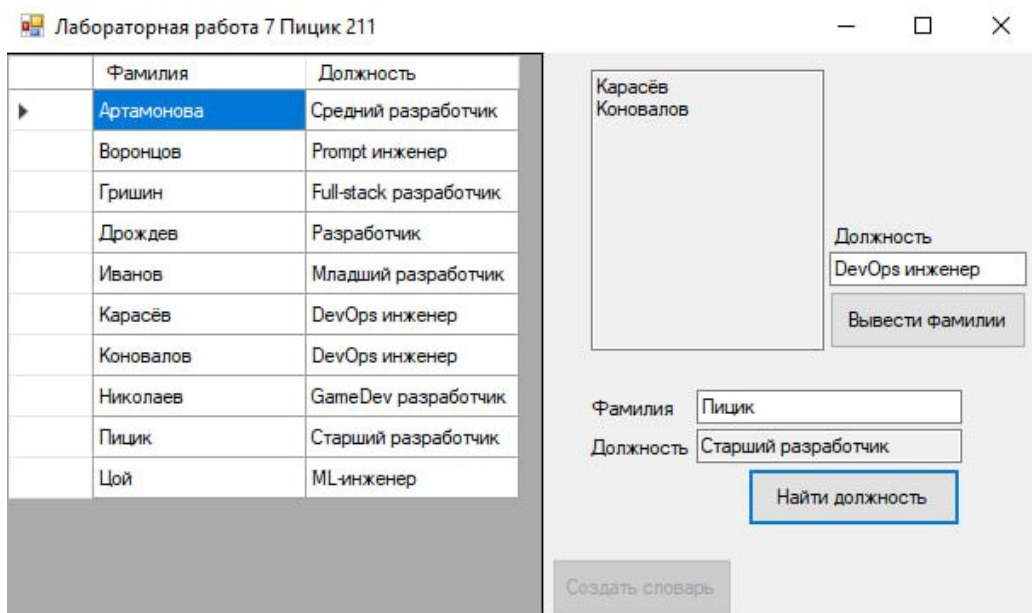 Лабораторная работа 7 Пицик 211
Фамилия Должность
Артамонова Средний разработчик
Воронцов Prompt инженер
Гришин Full-stack разработчик
Дрождев Разработчик
Иванов Младший разработчик
Карасёв DevOps инженер
Коновалов DevOps инженер
Николаев GameDev разработчик
Пицик Старший разработчик
Цой ML-инженер
Карасёв
Коновалов
Должность
DevOps инженер
Вывести фамилии
Фамилия Пицик
Должность Старший разработчик
Найти должность
Создать словарь